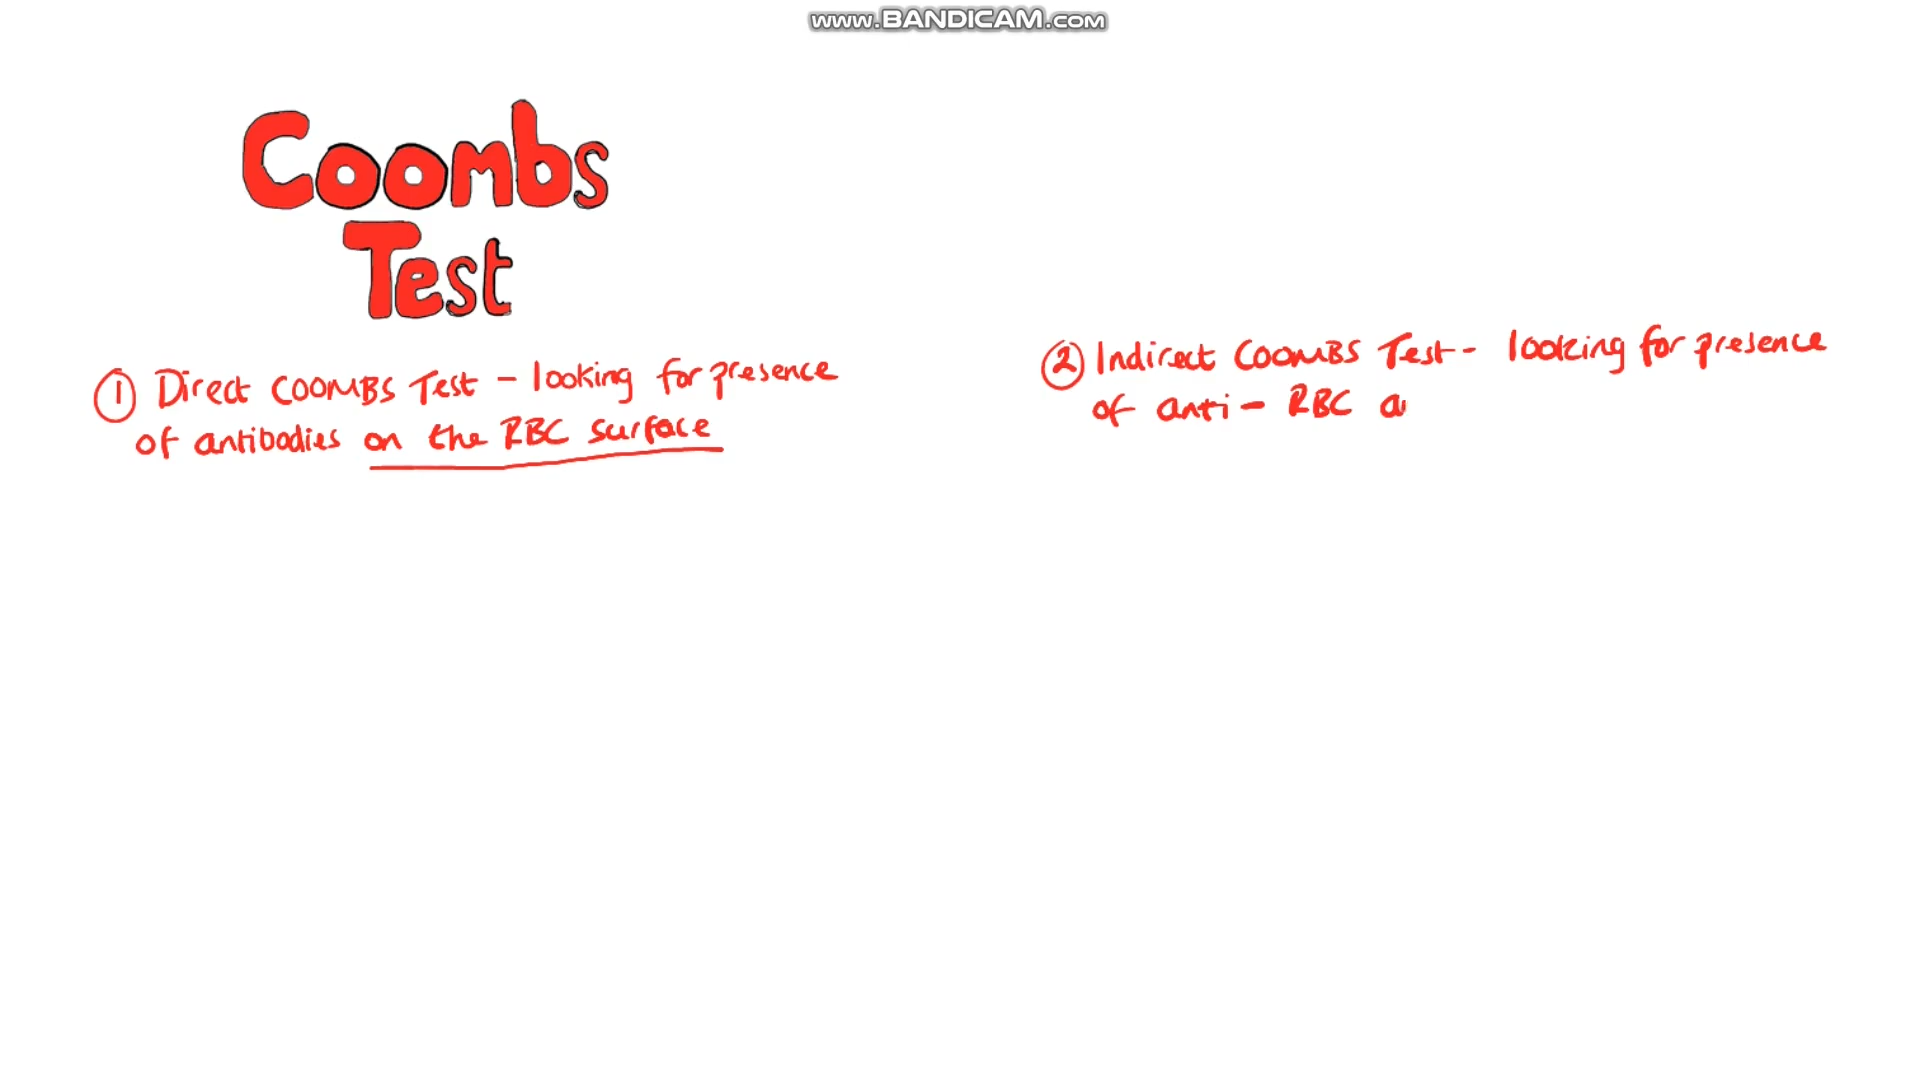 www.BANDICAM.com
Coombs
Test
① Direct COOMBS Test - looking for presence
of antibodies on the RBC surface
② Indirect COOMBS Test - looking for presence
of anti - RBC a